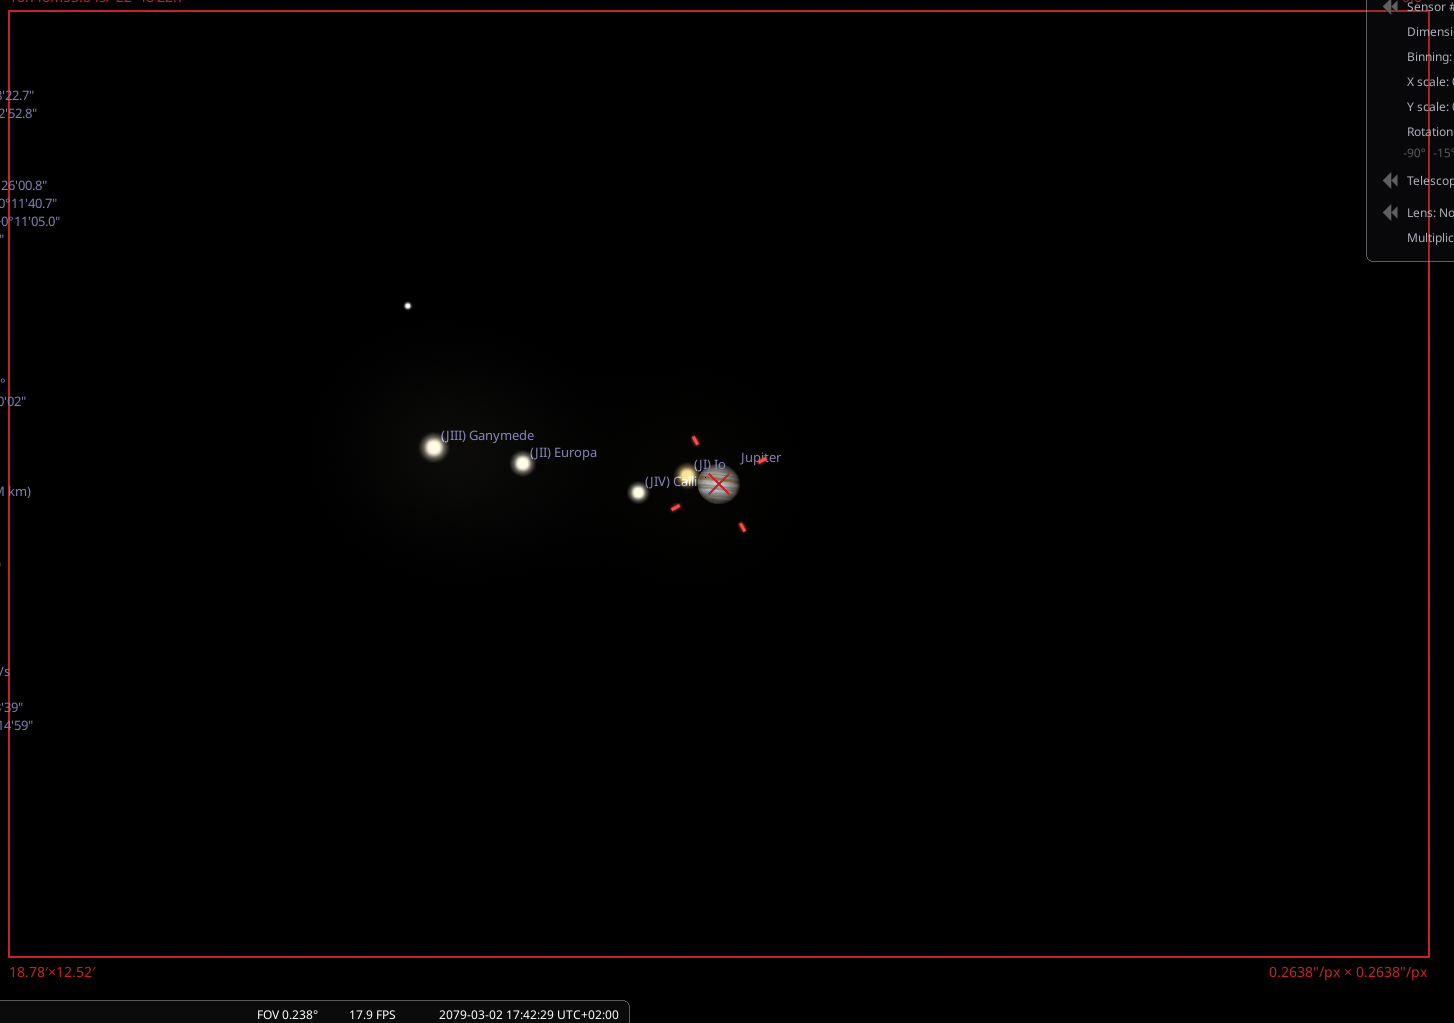 Sensor #
Dimensi
Binning:
X scale: 0
Y scale: 0
Rotation
-90° -15°
Telescop
Lens: No
Multiplic
'22.7"
2'52.8"
26'00.8"
0°11'40.7"
0°11'05.0"
"
°
0'02"
M km)
)
/s
'39"
14'59"
(JIII) Ganymede
(JII) Europa
(JI) Io
Jupiter
(JIV) Calli
18.78'×12.52'
0.2638"/px × 0.2638"/px
FOV 0.238°
17.9 FPS
2079-03-02 17:42:29 UTC+02:00